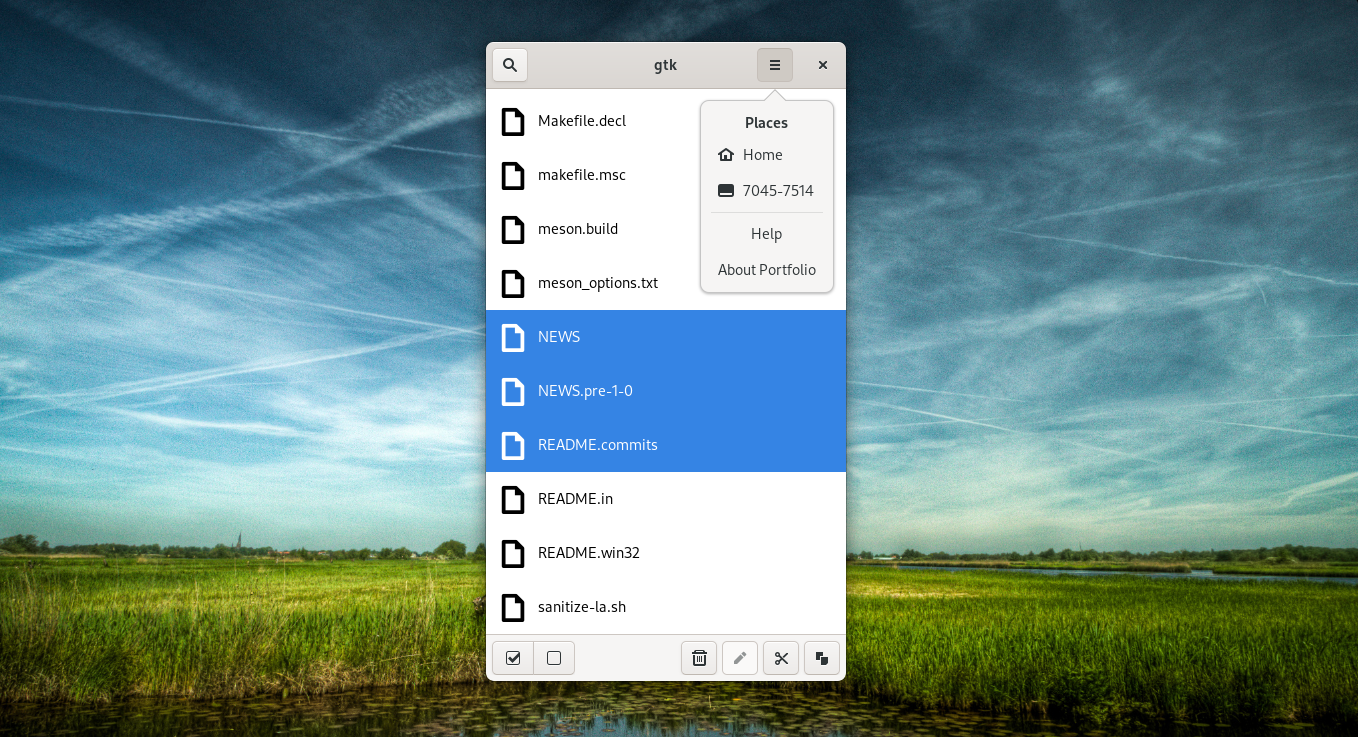 gtk
Makefile.decl
makefile.msc
meson.build
meson_options.txt
NEWS
NEWS.pre-1-0
README.commits
README.in
README.win32
sanitize-la.sh
Places
Home
7045-7514
Help
About Portfolio